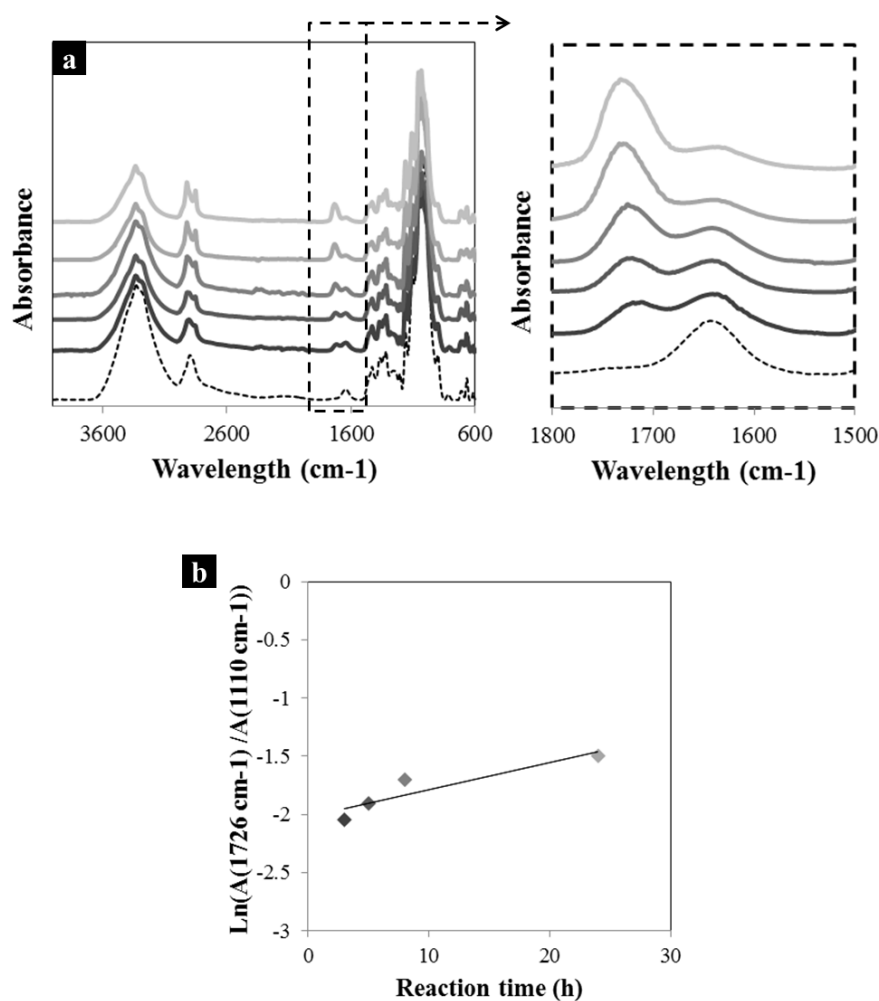 a
Absorbance
3600 2600 1600 600
Wavelength (cm-1)
Absorbance
1800 1700 1600 1500
Wavelength (cm-1)
b
Ln(A(1726 cm-1) /A(1110 cm-1))
0
-0.5
-1
-1.5
-2
-2.5
-3
0 10 20 30
Reaction time (h)